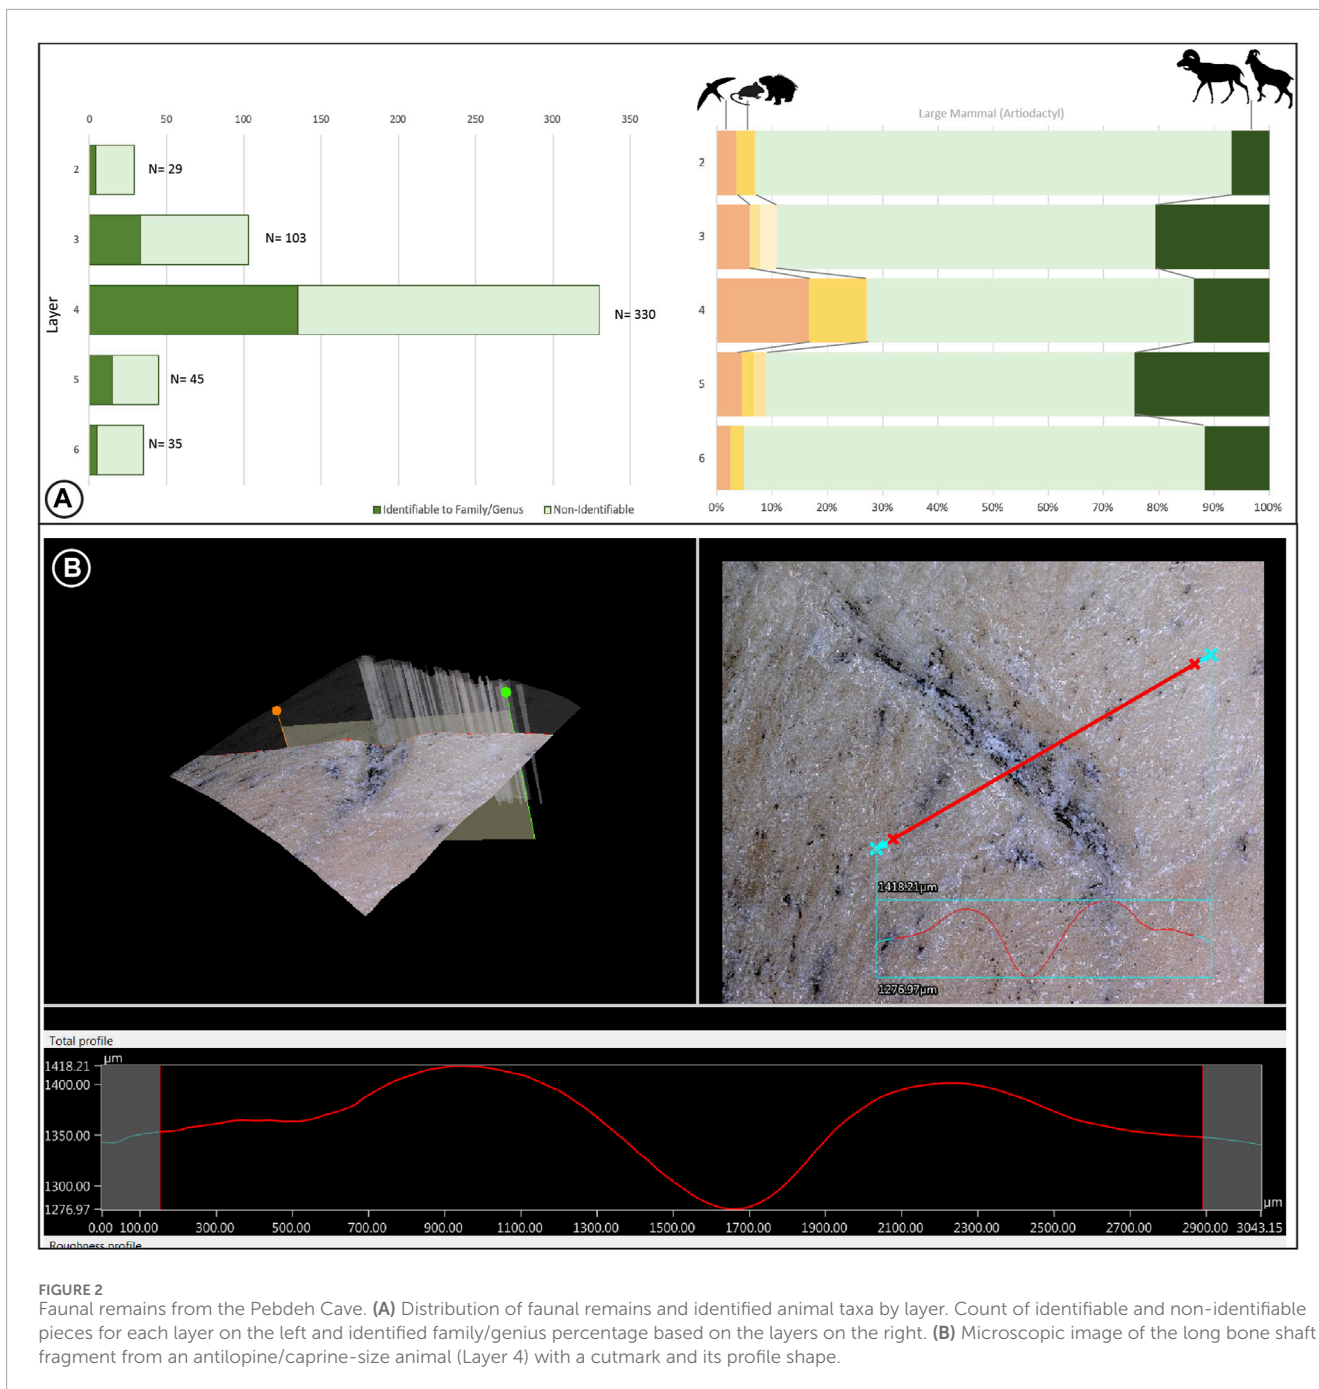 0 50 100 150 200 250 300 350
Large Mammal (Artiodactyl)
Layer
2 N= 29
3 N= 103
4 N= 330
5 N= 45
6 N= 35
2
3
4
5
6
A
Identifiable to Family/Genus Non-Identifiable
0% 10% 20% 30% 40% 50% 60% 70% 80% 90% 100%
B
1418.21µm
1276.97µm
Total profile
µm
1418.21
1400.00
1350.00
1300.00
1276.97
µm
0.00 100.00 300.00 500.00 700.00 900.00 1100.00 1300.00 1500.00 1700.00 1900.00 2100.00 2300.00 2500.00 2700.00 2900.00 3043.15
Roughness profile
FIGURE 2
Faunal remains from the Pebdeh Cave. (A) Distribution of faunal remains and identified animal taxa by layer. Count of identifiable and non-identifiable
pieces for each layer on the left and identified family/genius percentage based on the layers on the right. (B) Microscopic image of the long bone shaft
fragment from an antilopine/caprine-size animal (Layer 4) with a cutmark and its profile shape.